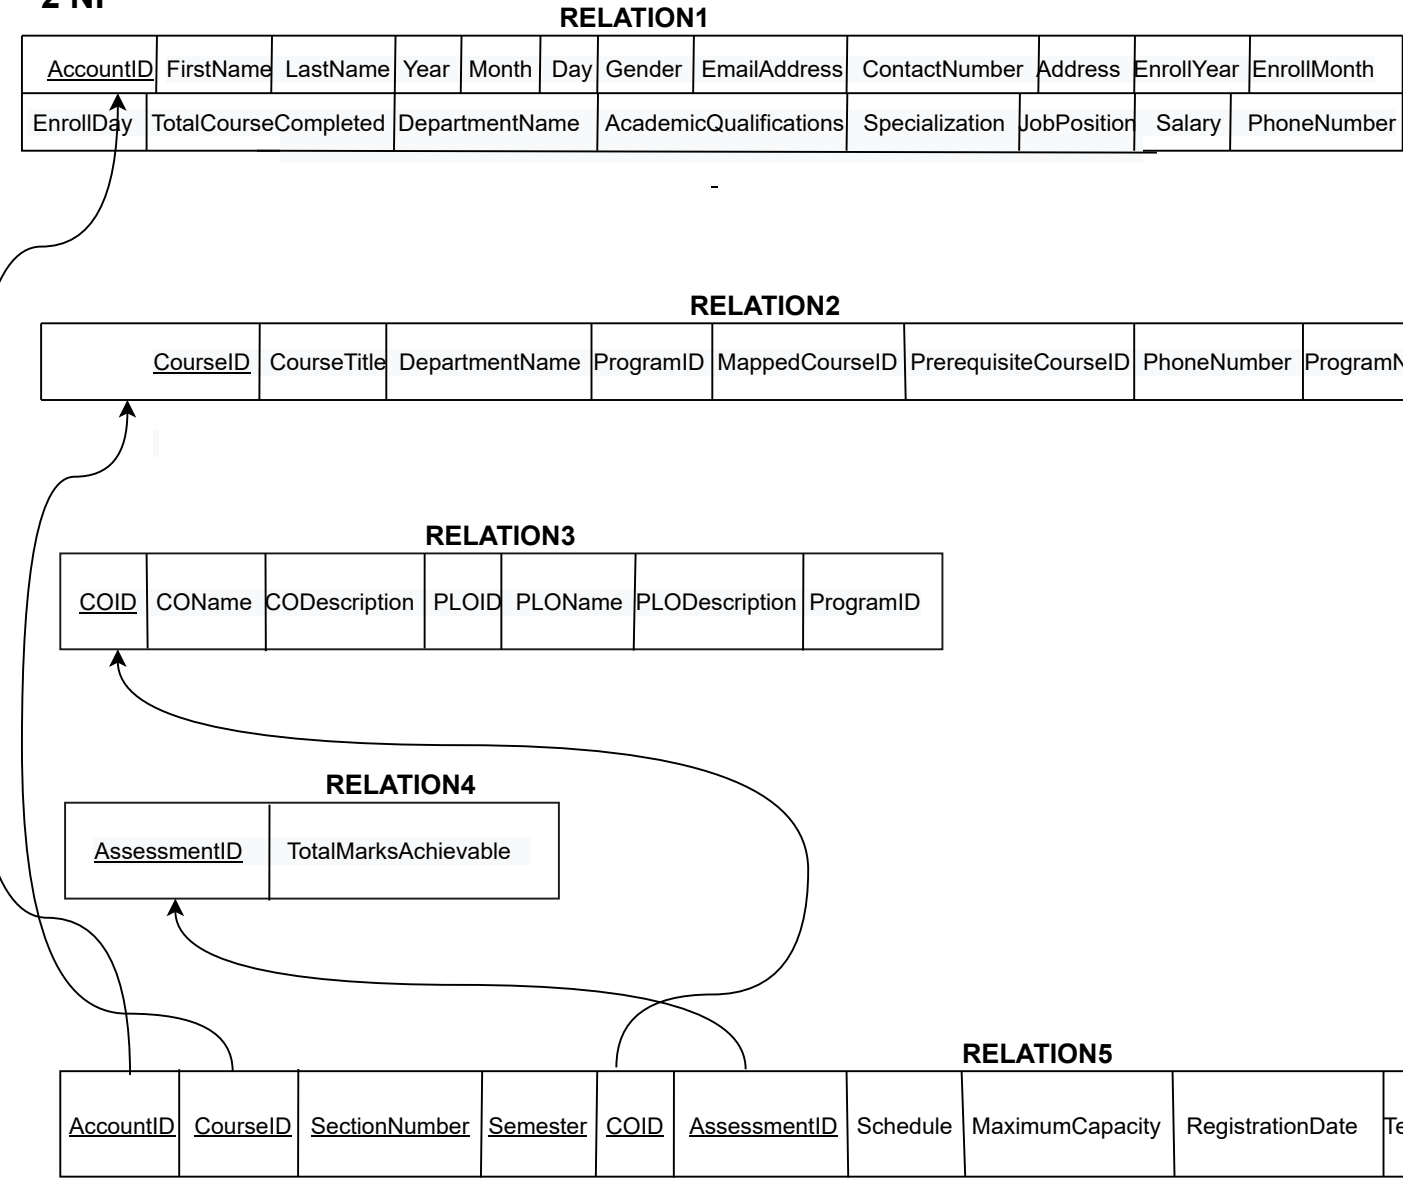 2 NF
RELATION1
AccountID FirstName LastName Year Month Day Gender EmailAddress ContactNumber Address EnrollYear EnrollMonth
EnrollDay TotalCourseCompleted DepartmentName AcademicQualifications Specialization JobPosition Salary PhoneNumber
RELATION2
CourseID CourseTitle DepartmentName ProgramID MappedCourseID PrerequisiteCourseID PhoneNumber ProgramN
RELATION3
COID COName CODescription PLOID PLOName PLODescription ProgramID
RELATION4
AssessmentID TotalMarksAchievable
RELATION5
AccountID CourseID SectionNumber Semester COID AssessmentID Schedule MaximumCapacity RegistrationDate Te